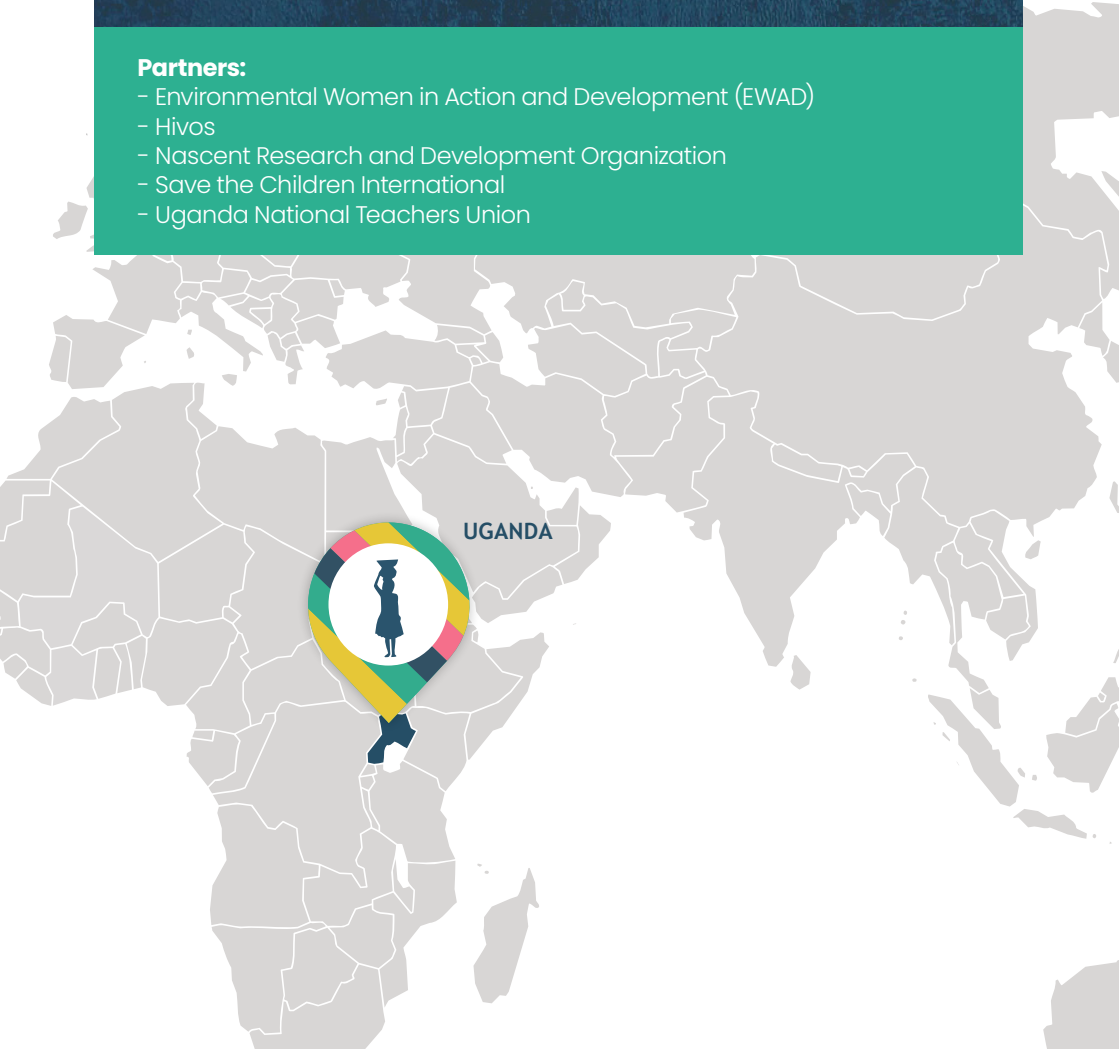 Partners:
- Environmental Women in Action and Development (EWAD)
- Hivos
- Nascent Research and Development Organization
- Save the Children International
- Uganda National Teachers Union
UGANDA